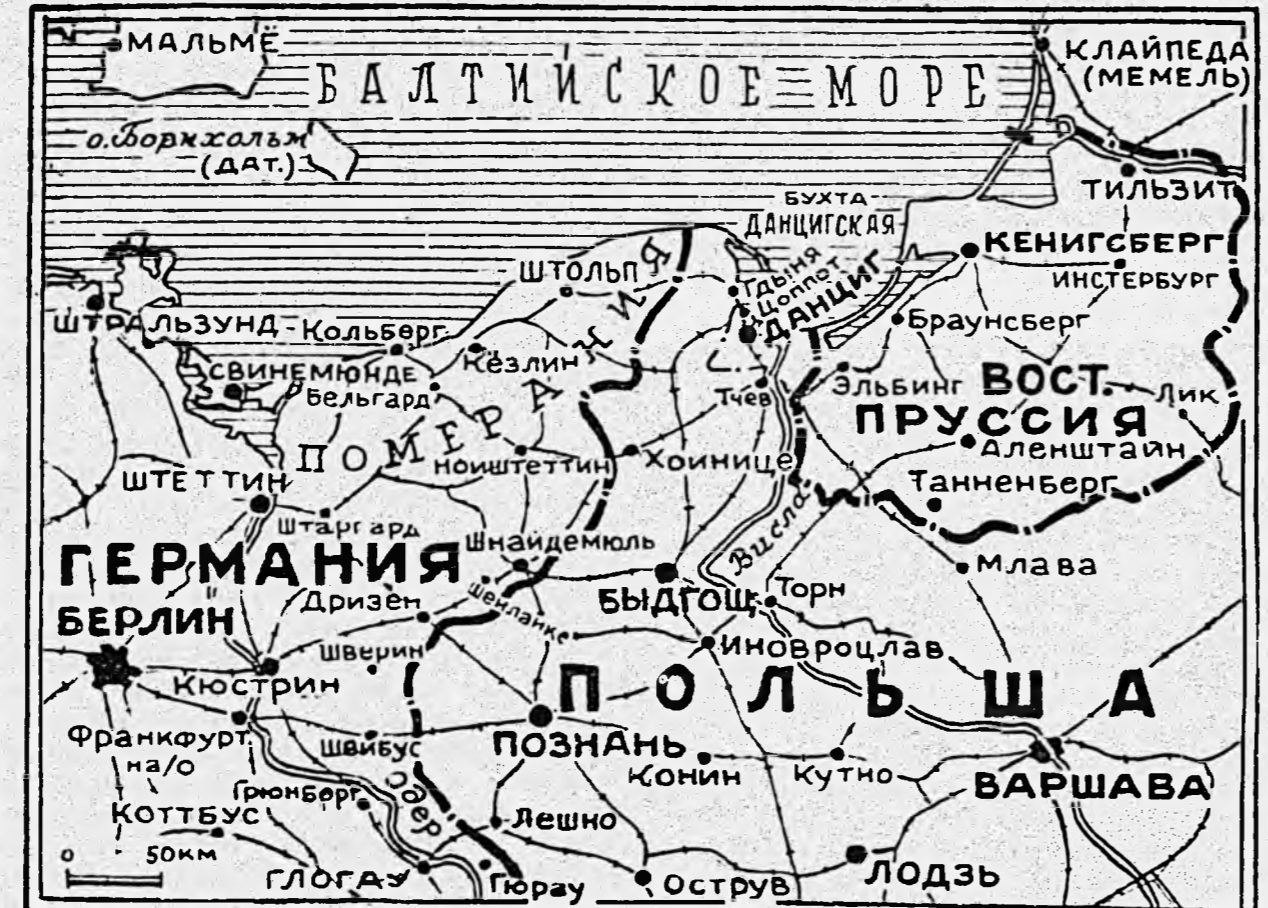 МАЛЬМЁ
БАЛТИЙСКОЕ МОРЕ
КЛАЙПЕДА
(МЕМЕЛЬ)
о. Борнхольм
(ДАТ.)
ТИЛЬЗИТ
БУХТА
ДАНЦИГСКАЯ
КЕНИГСБЕРГ
ИНСТЕРБУРГ
ШТОЛЬП
Гдыня
Цоппот
ДАНЦИГ
ШТРАЛЬЗУНД
Кольберг
Кёзлин
Браунсберг
СВИНЕМЮНДЕ
Бельгард
Тчев
Эльбинг
ВОСТ.
ПРУССИЯ
Лик
ПОМЕРАНИЯ
Ноиштеттин
Хоинице
Аленштайн
ШТЕТТИН
Танненберг
Штаргард
Висла
ГЕРМАНИЯ
Шнайдемюль
Млава
БЕРЛИН
Дризен
Шенлайке
БЫДГОЩ
Торн
Шверин
Иновроцлав
Кюстрин
ПОЛЬША
Франкфурт
на/о
Швибус
ПОЗНАНЬ
Конин
Кутно
ВАРШАВА
Грюнберг
Одер
КОТТБУС
Лешно
0 50км
ГЛОГАУ
Гюрау
Острув
ЛОДЗЬ